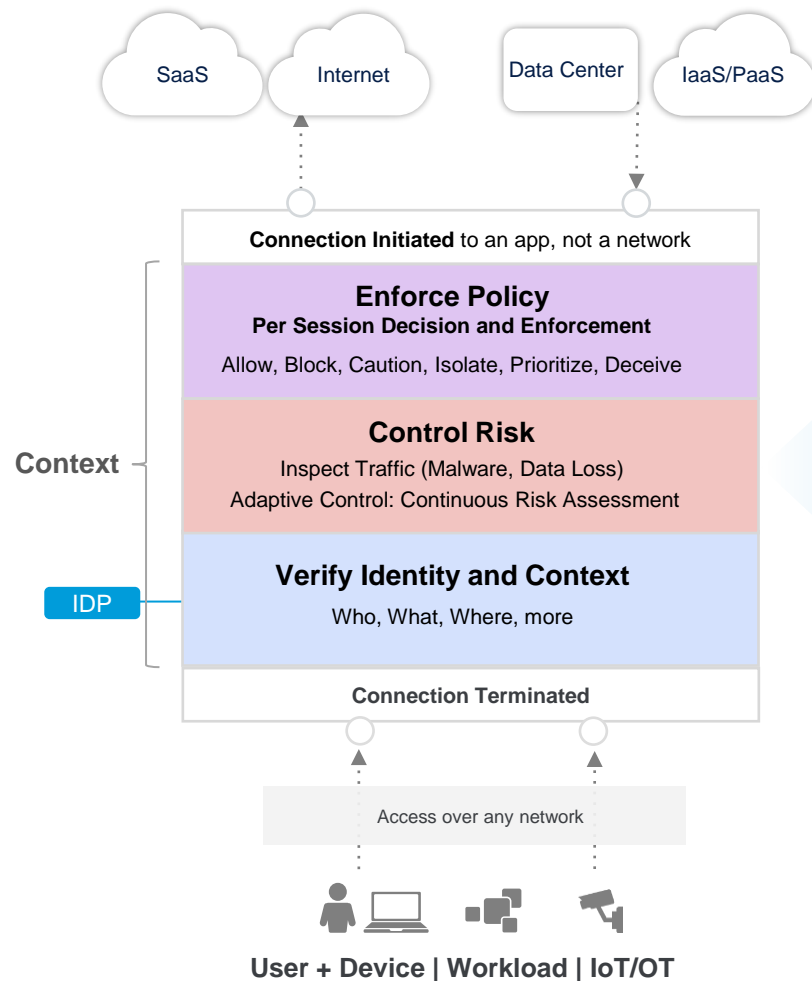 SaaS
Internet
Data Center
IaaS/PaaS
Connection Initiated to an app, not a network
Enforce Policy
Per Session Decision and Enforcement
Allow, Block, Caution, Isolate, Prioritize, Deceive
Control Risk
Inspect Traffic (Malware, Data Loss)
Adaptive Control: Continuous Risk Assessment
Context
Verify Identity and Context
Who, What, Where, more
IDP
Connection Terminated
Access over any network
User + Device | Workload | IoT/OT